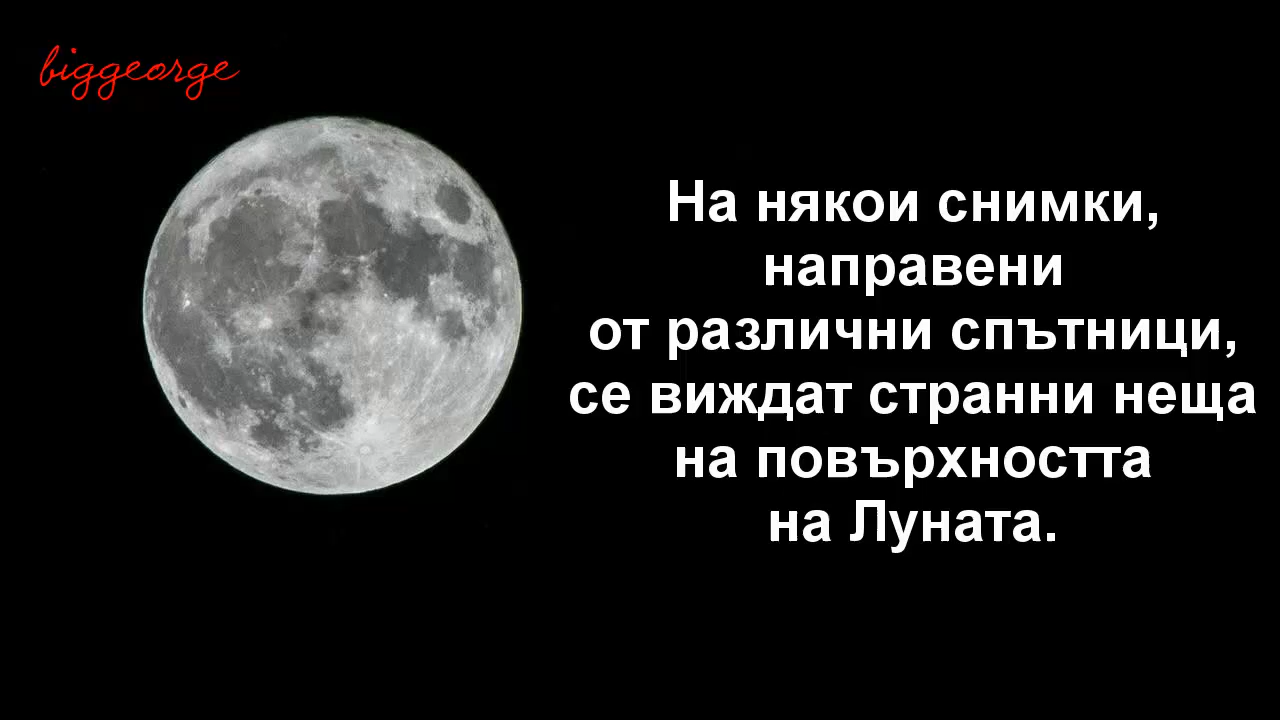 biggeorge
На някои снимки,
направени
от различни спътници,
се виждат странни неща
на повърхността
на Луната.